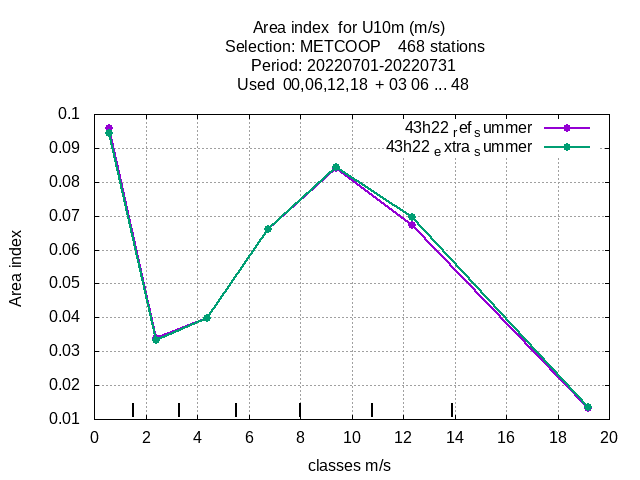 Area index for U10m (m/s)
Selection: METCOOP 468 stations
Period: 20220701-20220731
Used 00,06,12,18 + 03 06 ... 48
43h22 ref summer
43h22 extra summer
0.1
0.09
0.08
0.07
0.06
0.05
0.04
0.03
0.02
0.01
Area index
0 2 4 6 8 10 12 14 16 18 20
classes m/s